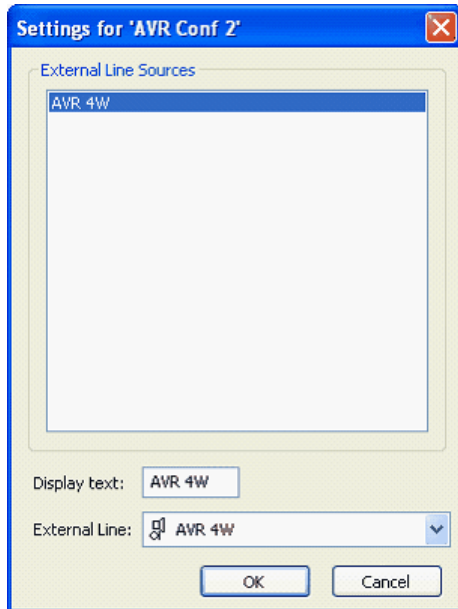 Settings for 'AVR Conf 2'
External Line Sources
AVR 4W
Display text: AVR 4W
External Line: AVR 4W
OK Cancel